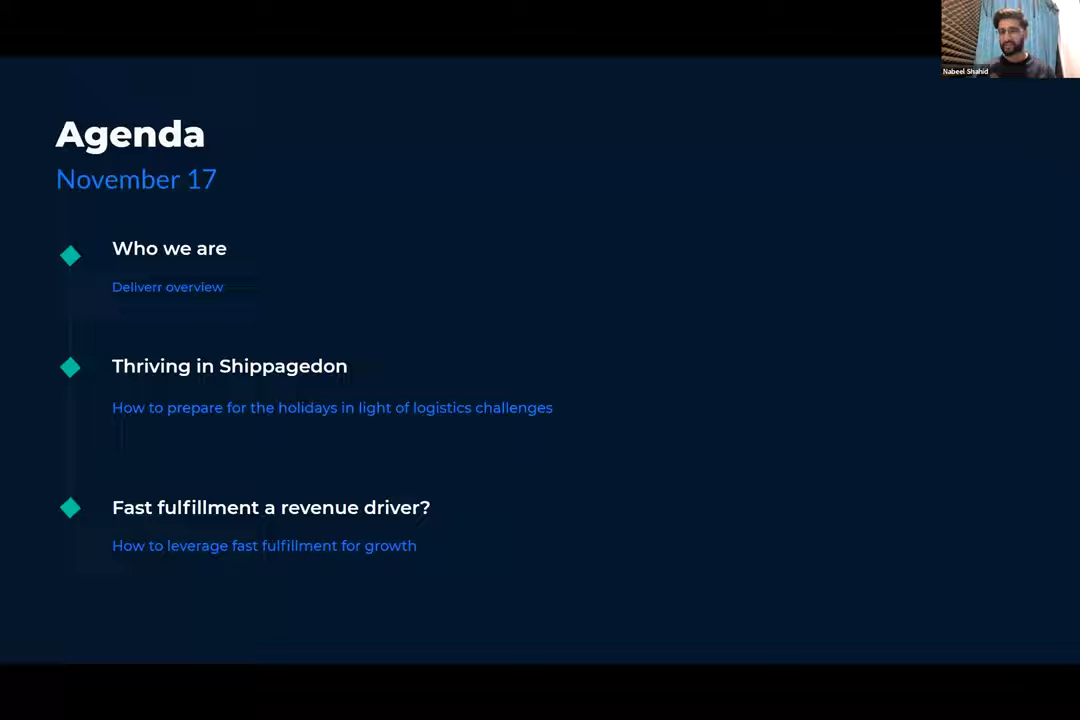 Nabeel Shahid
Agenda
November 17
Who we are
Deliverr overview
Thriving in Shippagedon
How to prepare for the holidays in light of logistics challenges
Fast fulfillment a revenue driver?
How to leverage fast fulfillment for growth